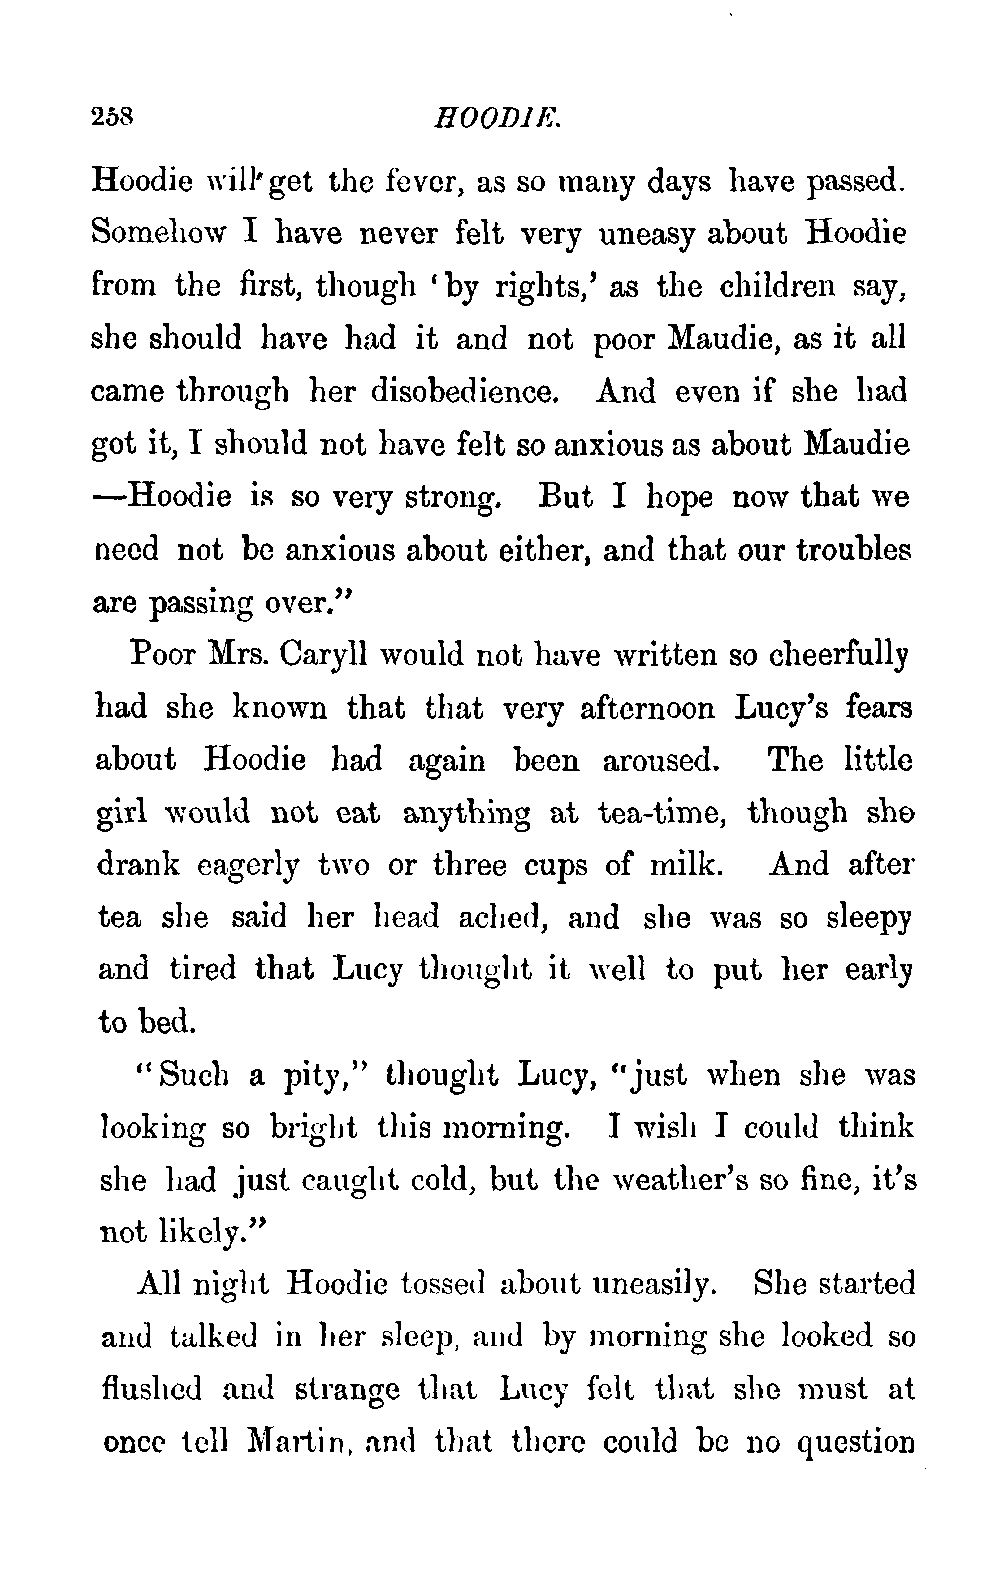 258 HOODIE.
Hoodie will get the fever, as so many days have passed.
Somehow I have never felt very uneasy about Hoodie
from the first, though ‘by rights,’ as the children say,
she should have had it and not poor Maudie, as it all
came through her disobedience. And even if she had
got it, I should not have felt so anxious as about Maudie
—Hoodie is so very strong. But I hope now that we
need not be anxious about either, and that our troubles
are passing over.”
Poor Mrs. Caryll would not have written so cheerfully
had she known that that very afternoon Lucy’s fears
about Hoodie had again been aroused. The little
girl would not eat anything at tea-time, though she
drank eagerly two or three cups of milk. And after
tea she said her head ached, and she was so sleepy
and tired that Lucy thought it well to put her early
to bed.
“Such a pity,” thought Lucy, “just when she was
looking so bright this morning. I wish I could think
she had just caught cold, but the weather’s so fine, it’s
not likely.”
All night Hoodie tossed about uneasily. She started
and talked in her sleep, and by morning she looked so
flushed and strange that Lucy felt that she must at
once tell Martin, and that there could be no question